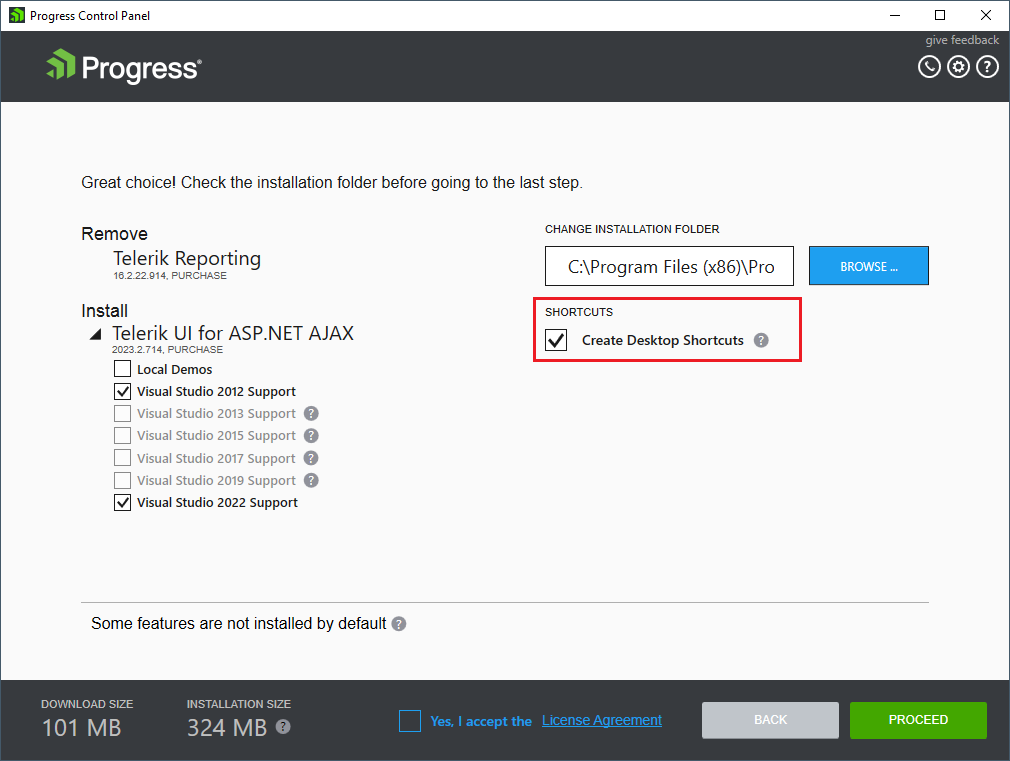 Progress Control Panel
give feedback
Progress®
Great choice! Check the installation folder before going to the last step.
Remove
Telerik Reporting
16.2.22.914, PURCHASE
Install
Telerik UI for ASP.NET AJAX
2023.2.714, PURCHASE
Local Demos
Visual Studio 2012 Support
Visual Studio 2013 Support ?
Visual Studio 2015 Support ?
Visual Studio 2017 Support ?
Visual Studio 2019 Support ?
Visual Studio 2022 Support
CHANGE INSTALLATION FOLDER
C:\Program Files (x86)\Pro
BROWSE ...
SHORTCUTS
Create Desktop Shortcuts ?
Some features are not installed by default ?
DOWNLOAD SIZE
101 MB
INSTALLATION SIZE
324 MB ?
Yes, I accept the License Agreement
BACK
PROCEED